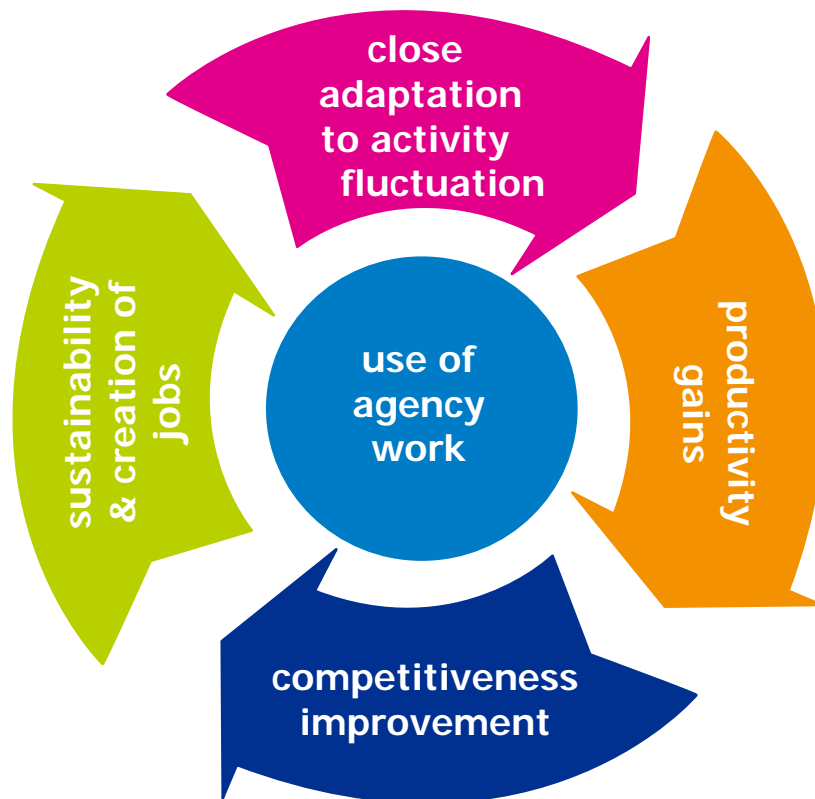 close
adaptation
to activity
fluctuation
productivity
gains
competitiveness
improvement
sustainability
& creation of
jobs
use of
agency
work